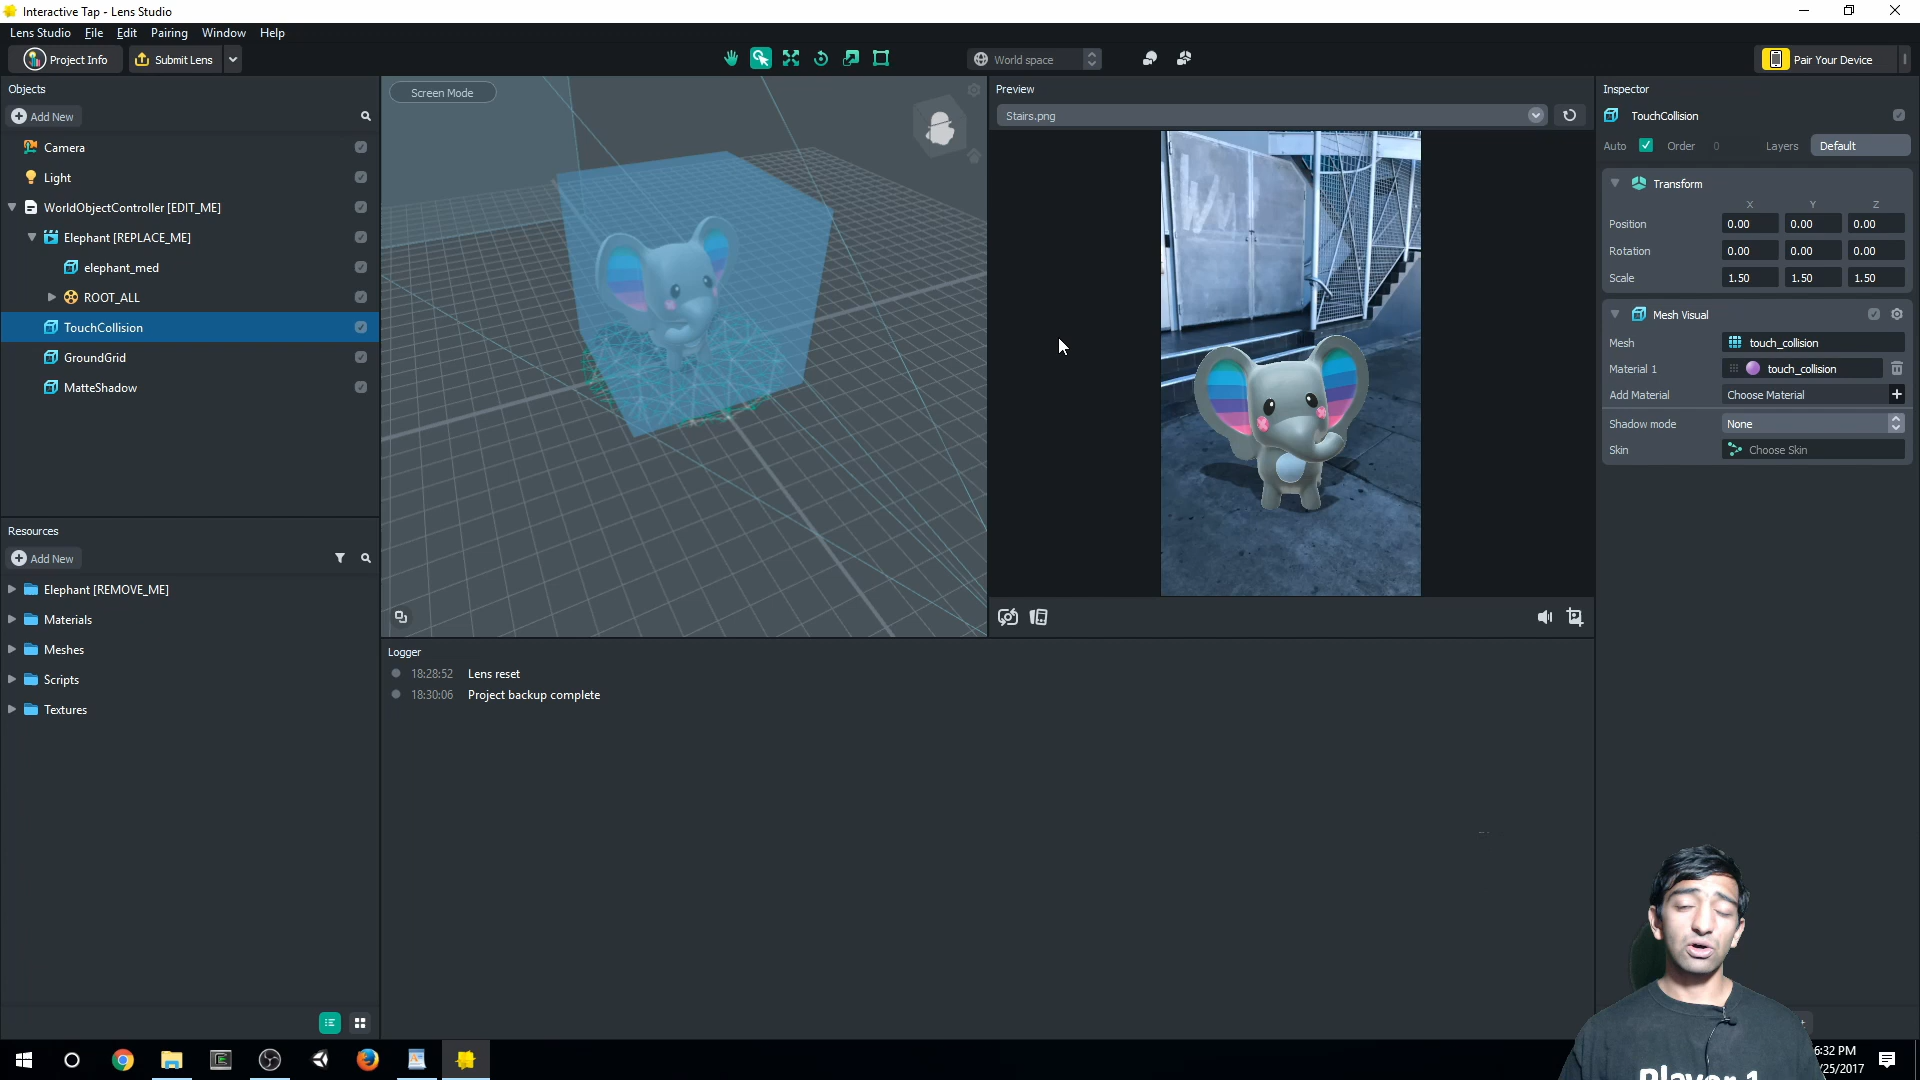 Interactive Tap - Lens Studio
Lens Studio File Edit Pairing Window Help
Project Info Submit Lens World space Pair Your Device
Objects
Add New
Camera
Light
WorldObjectController [EDIT_ME]
Elephant [REPLACE_ME]
elephant_med
ROOT_ALL
TouchCollision
GroundGrid
MatteShadow
Resources
Add New
Elephant [REMOVE_ME]
Materials
Meshes
Scripts
Textures
Screen Mode
Preview
Stairs.png
Logger
18:28:52 Lens reset
18:30:06 Project backup complete
Inspector
TouchCollision
Auto Order 0 Layers Default
Transform
X Y Z
Position 0.00 0.00 0.00
Rotation 0.00 0.00 0.00
Scale 1.50 1.50 1.50
Mesh Visual
Mesh touch_collision
Material 1 touch_collision
Add Material Choose Material
Shadow mode None
Skin Choose Skin
6:32 PM
/25/2017
Player 1